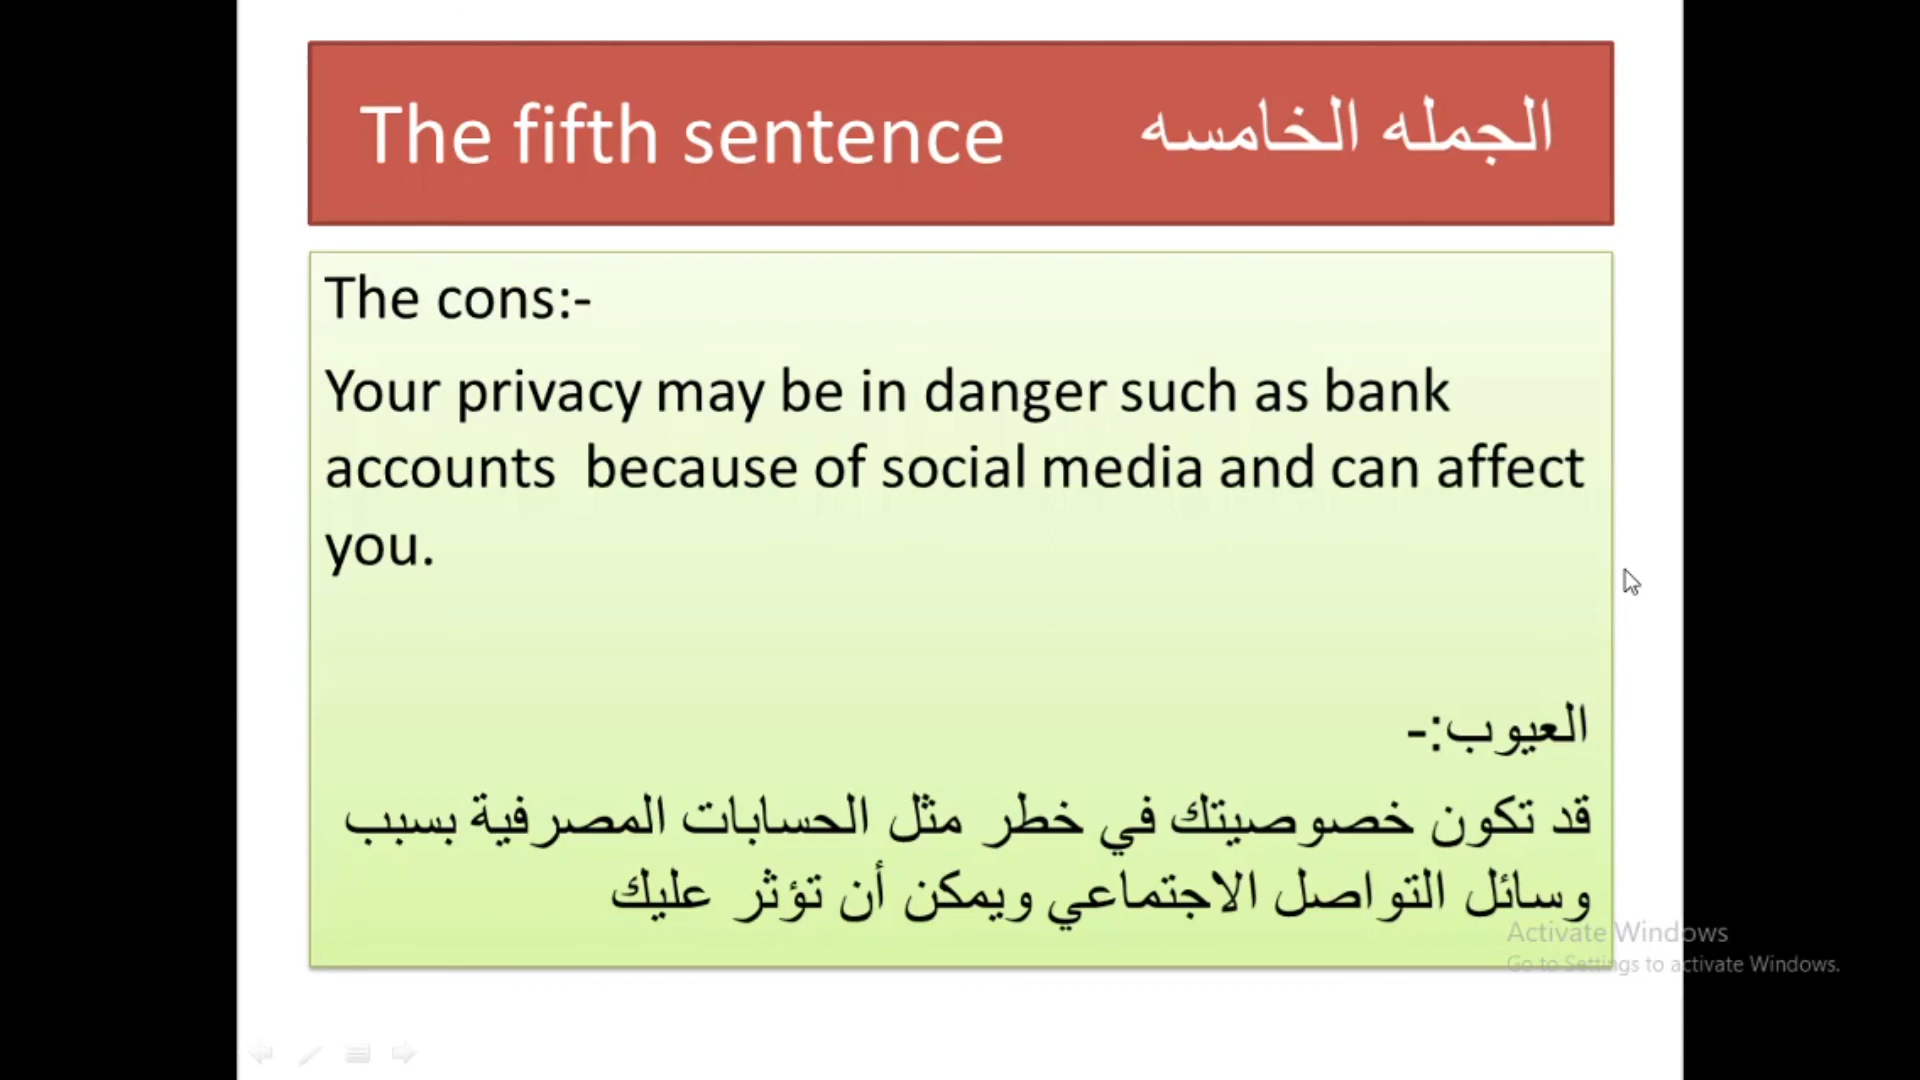 The fifth sentence الجمله الخامسه
The cons:-
Your privacy may be in danger such as bank
accounts  because of social media and can affect
you.
العيوب:-
قد تكون خصوصيتك في خطر مثل الحسابات المصرفية بسبب
وسائل التواصل الاجتماعي ويمكن أن تؤثر عليك
Activate Windows
Go to Settings to activate Windows.